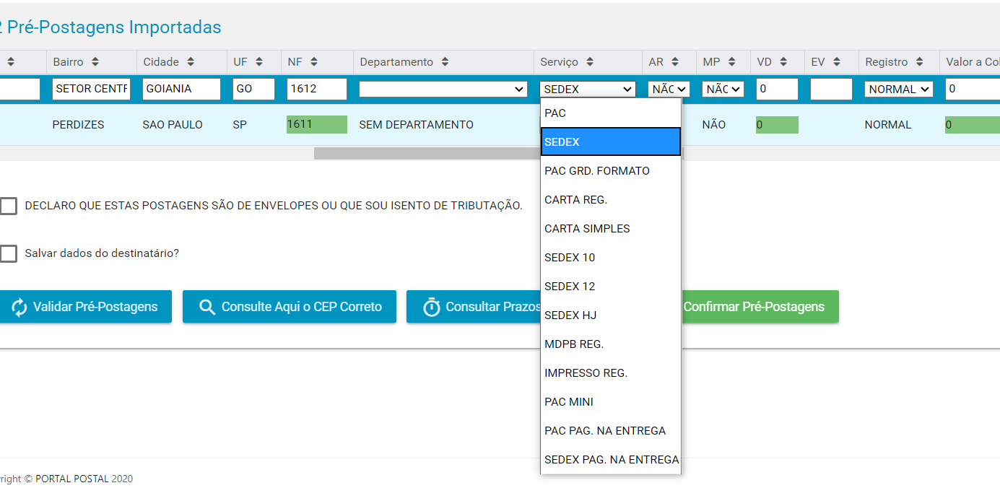 2 Pré-Postagens Importadas
Bairro Cidade UF NF Departamento Serviço AR MP VD EV Registro Valor a Col
SETOR CENTR GOIANIA GO 1612 SEDEX NÃO NÃO 0 NORMAL 0
PERDIZES SAO PAULO SP 1611 SEM DEPARTAMENTO NÃO 0 NORMAL 0
PAC
SEDEX
PAC GRD. FORMATO
CARTA REG.
CARTA SIMPLES
SEDEX 10
SEDEX 12
SEDEX HJ
MDPB REG.
IMPRESSO REG.
PAC MINI
PAC PAG. NA ENTREGA
SEDEX PAG. NA ENTREGA
DECLARO QUE ESTAS POSTAGENS SÃO DE ENVELOPES OU QUE SOU ISENTO DE TRIBUTAÇÃO.
Salvar dados do destinatário?
Validar Pré-Postagens Consulte Aqui o CEP Correto Consultar Prazos Confirmar Pré-Postagens
right © PORTAL POSTAL 2020